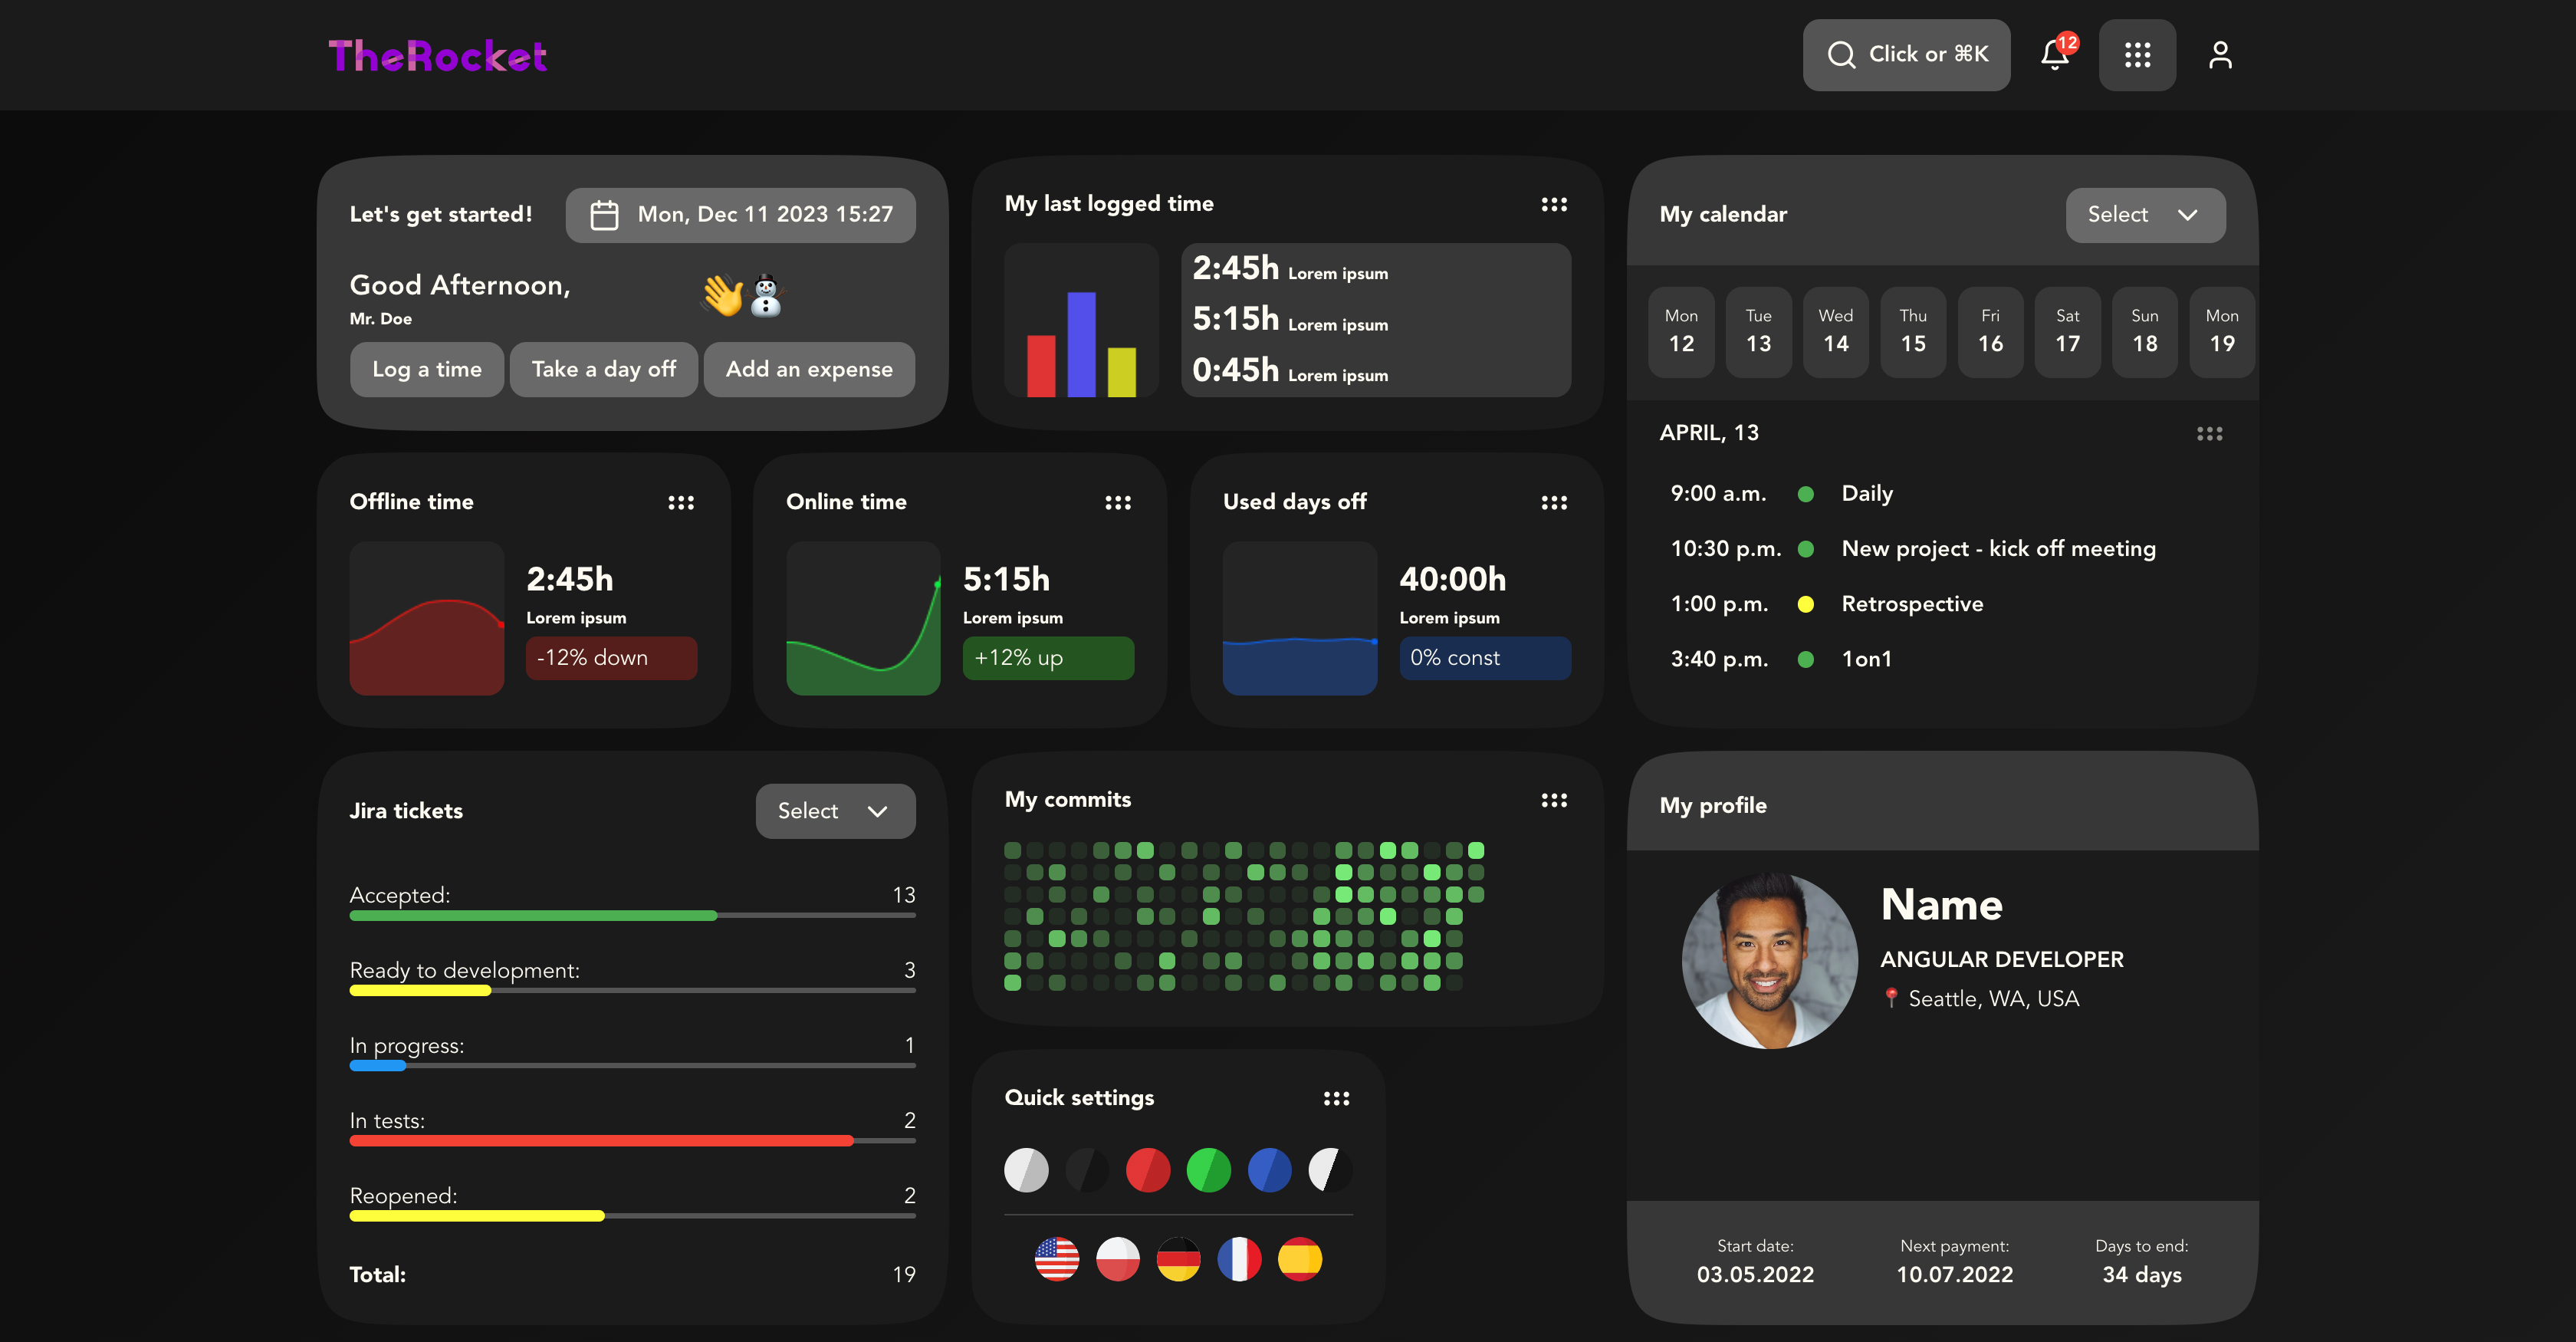 TheRocket
Click or ⌘K
12
Let's get started!
Mon, Dec 11 2023 15:27
Good Afternoon,
Mr. Doe
Log a time
Take a day off
Add an expense
My last logged time
2:45h Lorem ipsum
5:15h Lorem ipsum
0:45h Lorem ipsum
My calendar
Select
Mon
12
Tue
13
Wed
14
Thu
15
Fri
16
Sat
17
Sun
18
Mon
19
APRIL, 13
9:00 a.m. Daily
10:30 p.m. New project - kick off meeting
1:00 p.m. Retrospective
3:40 p.m. 1on1
Offline time
2:45h
Lorem ipsum
-12% down
Online time
5:15h
Lorem ipsum
+12% up
Used days off
40:00h
Lorem ipsum
0% const
Jira tickets
Select
Accepted: 13
Ready to development: 3
In progress: 1
In tests: 2
Reopened: 2
Total: 19
My commits
Quick settings
My profile
Name
ANGULAR DEVELOPER
Seattle, WA, USA
Start date:
03.05.2022
Next payment:
10.07.2022
Days to end:
34 days